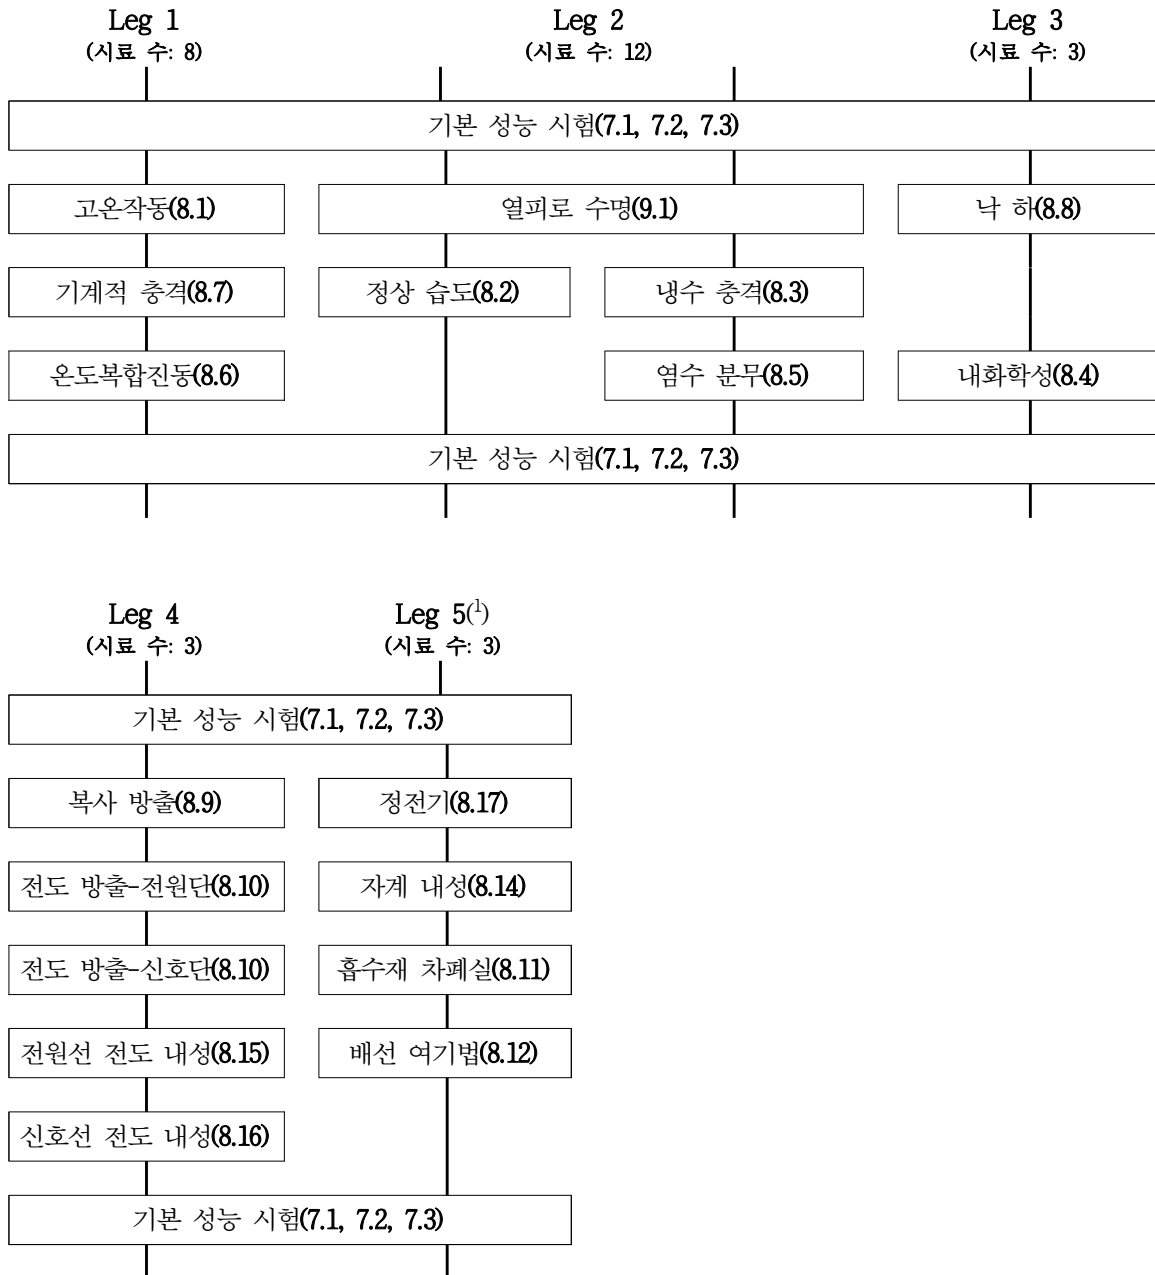 Leg 1 Leg 2 Leg 3
(시료 수: 8) (시료 수: 12) (시료 수: 3)
기본 성능 시험(7.1, 7.2, 7.3)
고온작동(8.1) 열피로 수명(9.1) 낙 하(8.8)
기계적 충격(8.7) 정상 습도(8.2) 냉수 충격(8.3)
온도복합진동(8.6) 염수 분무(8.5) 내화학성(8.4)
기본 성능 시험(7.1, 7.2, 7.3)
Leg 4 Leg 5(1)
(시료 수: 3) (시료 수: 3)
기본 성능 시험(7.1, 7.2, 7.3)
복사 방출(8.9) 정전기(8.17)
전도 방출-전원단(8.10) 자계 내성(8.14)
전도 방출-신호단(8.10) 흡수재 차폐실(8.11)
전원선 전도 내성(8.15) 배선 여기법(8.12)
신호선 전도 내성(8.16)
기본 성능 시험(7.1, 7.2, 7.3)